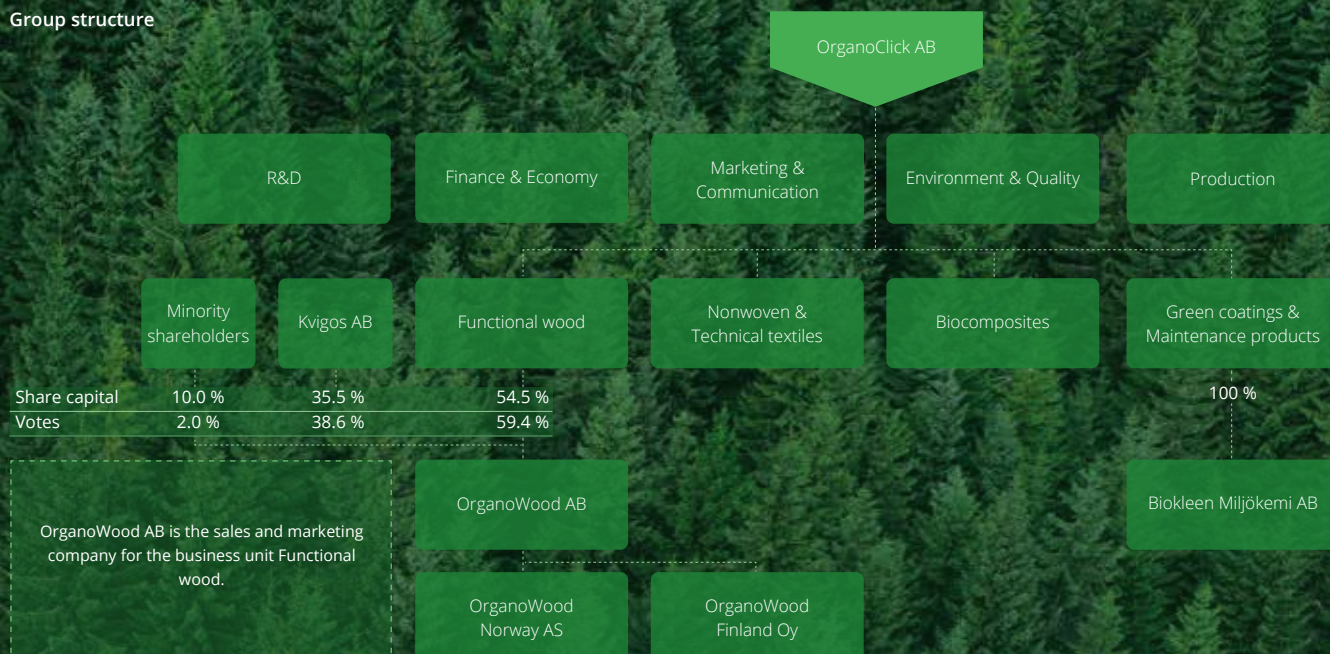 Group structure
OrganoClick AB
R&D
Finance & Economy
Marketing &
Communication
Environment & Quality
Production
Minority
shareholders
Kvigos AB
Functional wood
Nonwoven &
Technical textiles
Biocomposites
Green coatings &
Maintenance products
Share capital 10.0 % 35.5 % 54.5 %
Votes 2.0 % 38.6 % 59.4 %
100 %
OrganoWood AB is the sales and marketing
company for the business unit Functional
wood.
OrganoWood AB
Biokleen Miljökemi AB
OrganoWood
Norway AS
OrganoWood
Finland Oy